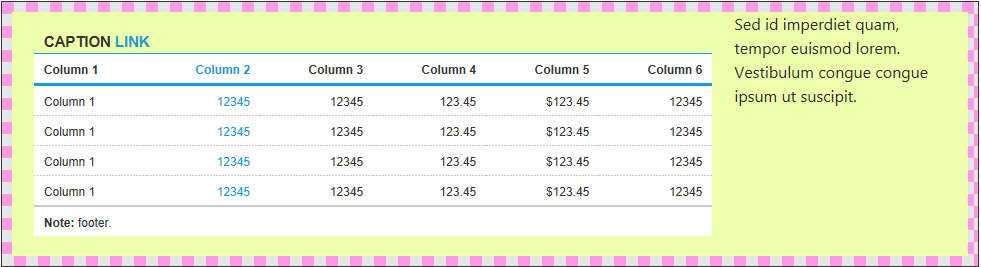 CAPTION LINK
Column 1 Column 2 Column 3 Column 4 Column 5 Column 6
Column 1 12345 12345 123.45 $123.45 12345
Column 1 12345 12345 123.45 $123.45 12345
Column 1 12345 12345 123.45 $123.45 12345
Column 1 12345 12345 123.45 $123.45 12345
Note: footer.
Sed id imperdiet quam,
tempor euismod lorem.
Vestibulum congue congue
ipsum ut suscipit.